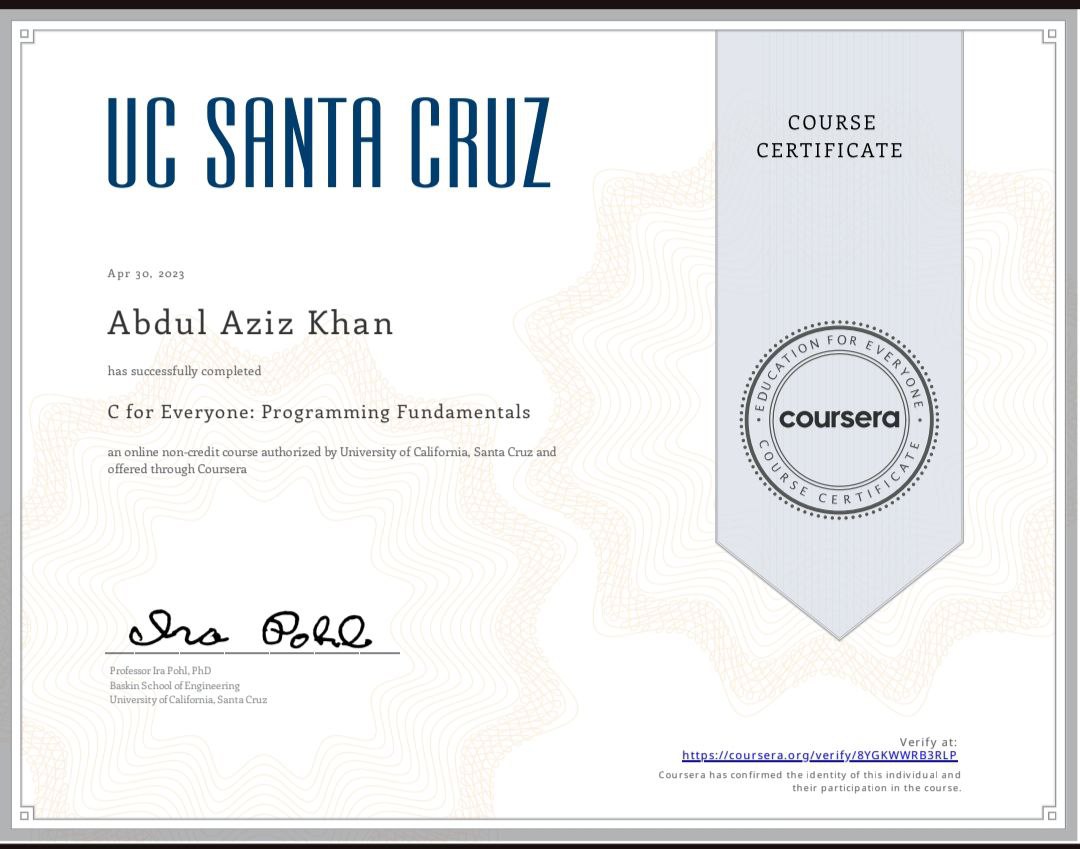 UC SANTA CRUZ
COURSE
CERTIFICATE
Apr 30, 2023
Abdul Aziz Khan
has successfully completed
C for Everyone: Programming Fundamentals
an online non-credit course authorized by University of California, Santa Cruz and
offered through Coursera
EDUCATION FOR EVERYONE
coursera
COURSE CERTIFICATE
Ira Pohl
Professor Ira Pohl, PhD
Baskin School of Engineering
University of California, Santa Cruz
Verify at:
https://coursera.org/verify/8YGKWWRB3RLP
Coursera has confirmed the identity of this individual and
their participation in the course.